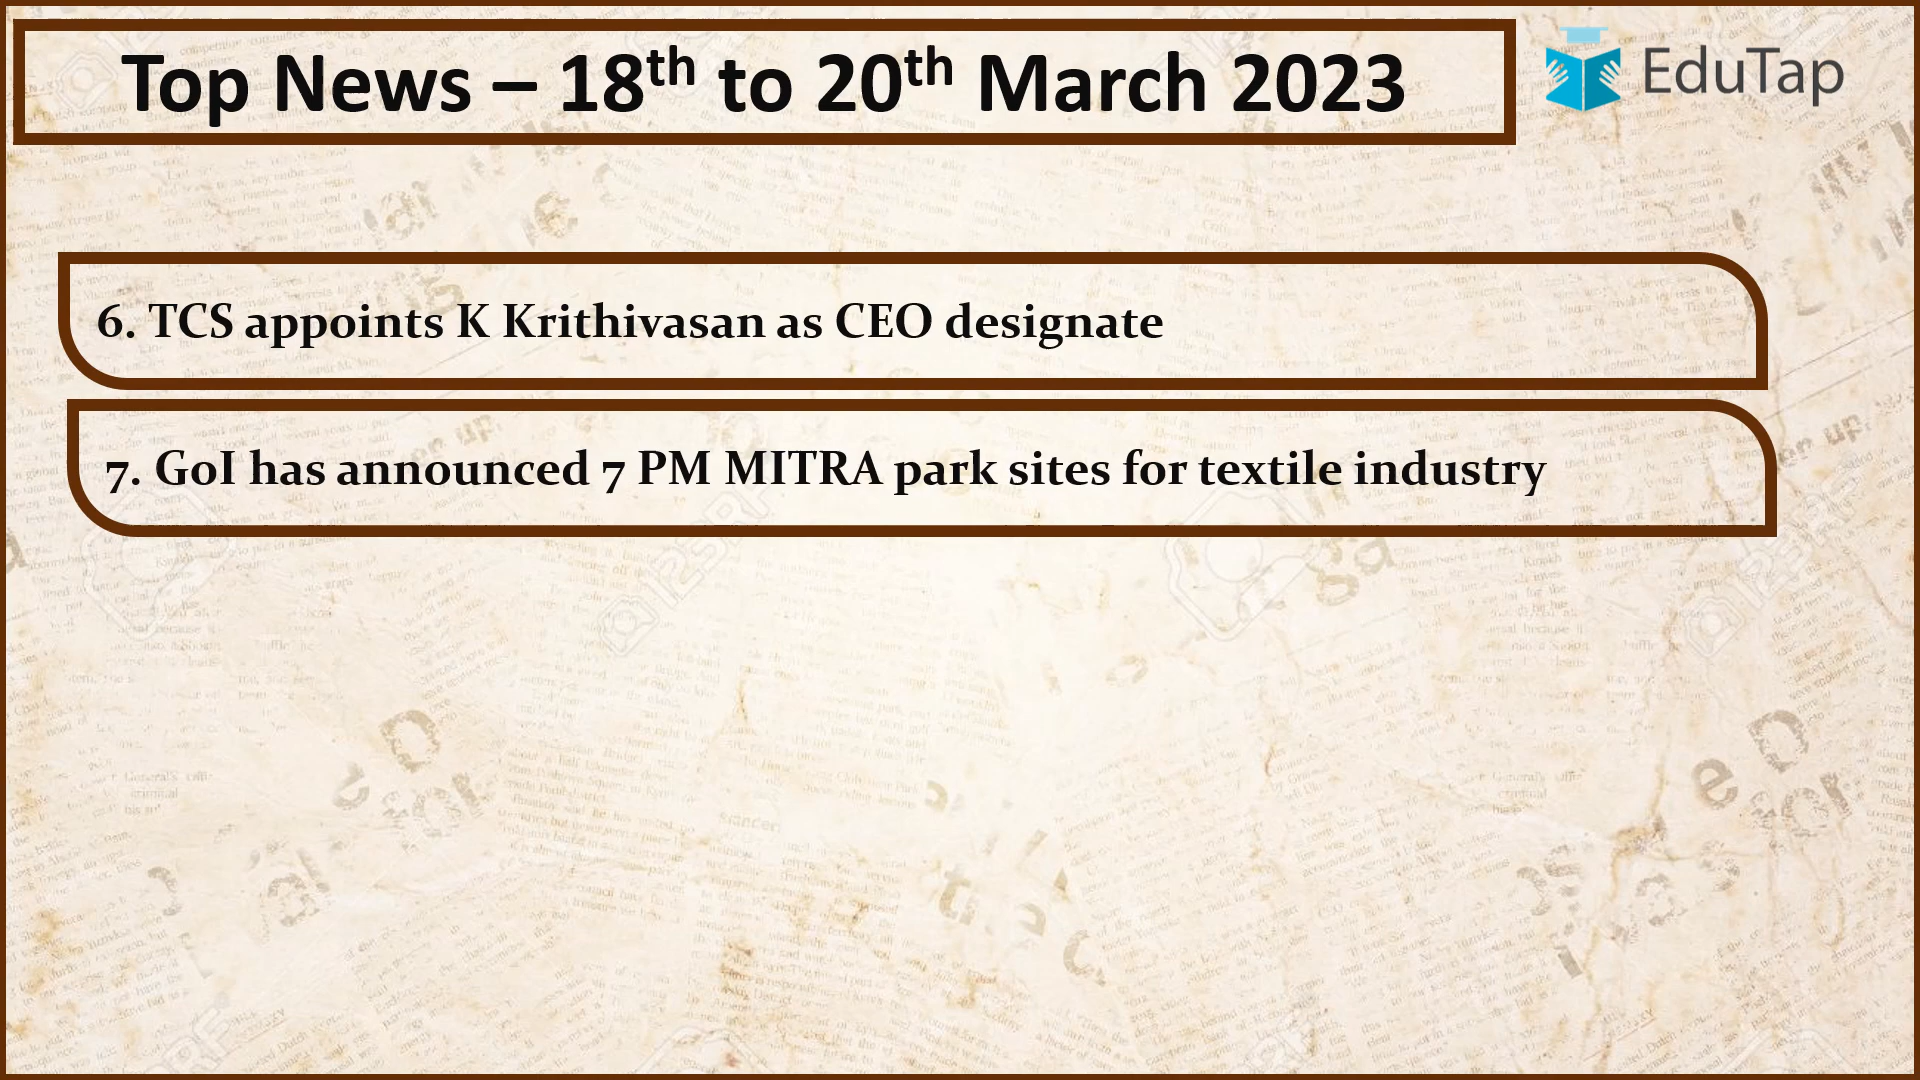 Top News – 18th to 20th March 2023
EduTap
6. TCS appoints K Krithivasan as CEO designate
7. GoI has announced 7 PM MITRA park sites for textile industry